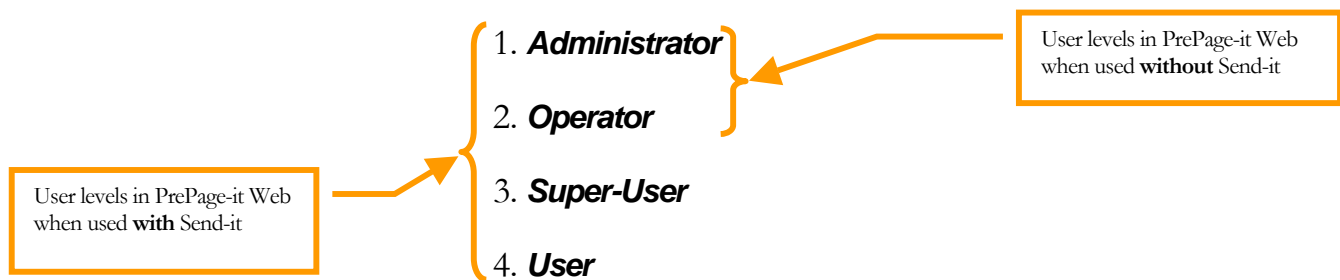 1. Administrator
2. Operator
3. Super-User
4. User
User levels in PrePage-it Web
when used without Send-it
User levels in PrePage-it Web
when used with Send-it